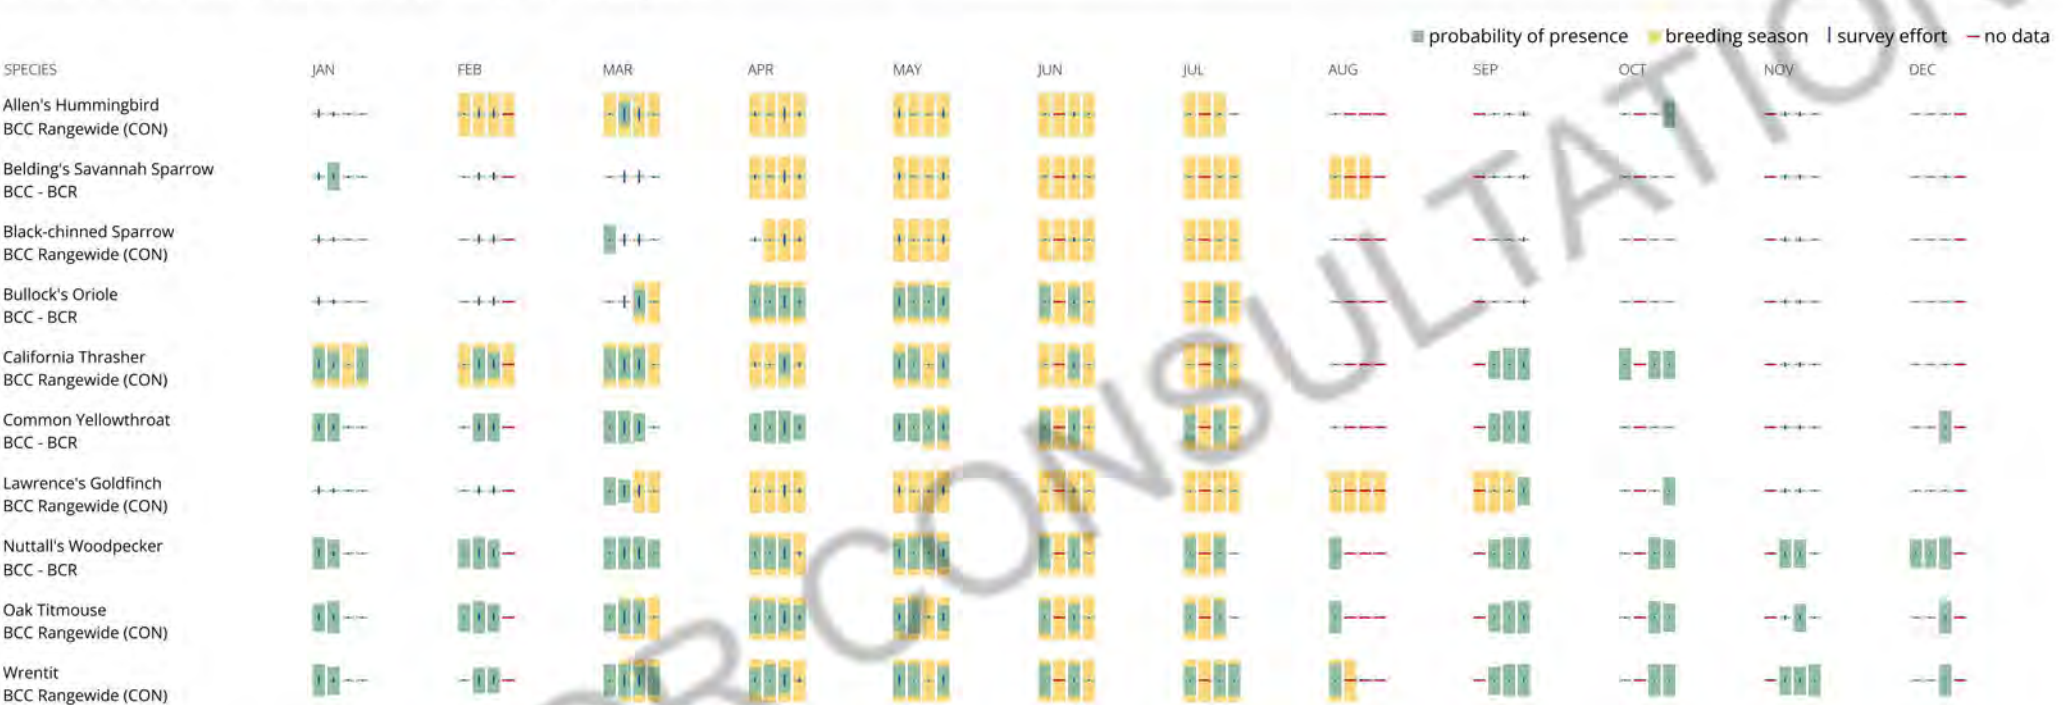 probability of presence breeding season survey effort no data
SPECIES JAN FEB MAR APR MAY JUN JUL AUG SEP OCT NOV DEC
Allen's Hummingbird
BCC Rangewide (CON)
Belding's Savannah Sparrow
BCC - BCR
Black-chinned Sparrow
BCC Rangewide (CON)
Bullock's Oriole
BCC - BCR
California Thrasher
BCC Rangewide (CON)
Common Yellowthroat
BCC - BCR
Lawrence's Goldfinch
BCC Rangewide (CON)
Nuttall's Woodpecker
BCC - BCR
Oak Titmouse
BCC Rangewide (CON)
Wrentit
BCC Rangewide (CON)
OR CONSULTATION